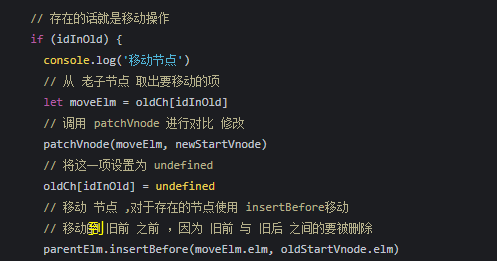 // 存在的话就是移动操作
if (idInOld) {
console.log('移动节点')
// 从 老子节点 取出要移动的项
let moveElm = oldCh[idInOld]
// 调用 patchVnode 进行对比 修改
patchVnode(moveElm, newStartVnode)
// 将这一项设置为 undefined
oldCh[idInOld] = undefined
// 移动 节点 ,对于存在的节点使用 insertBefore移动
// 移动到 旧前 之前 ，因为 旧前 与 旧后 之间的要被删除
parentElm.insertBefore(moveElm.elm, oldStartVnode.elm)